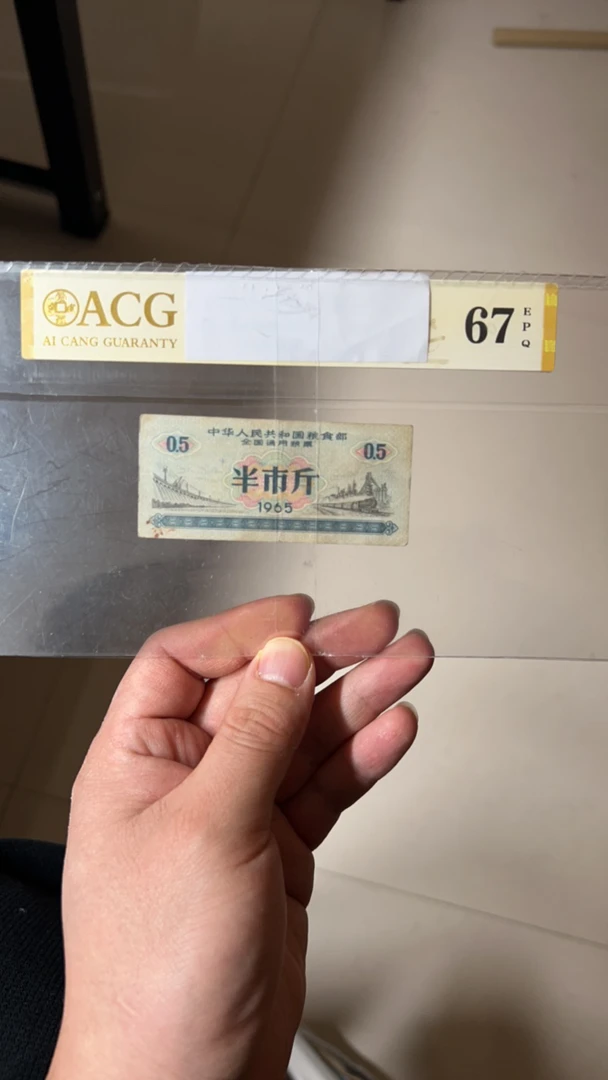 ACG
AI CANG GUARANTY
67 EPQ
中华人民共和国粮食部
全国通用粮票
0.5
0.5
半市斤
1965